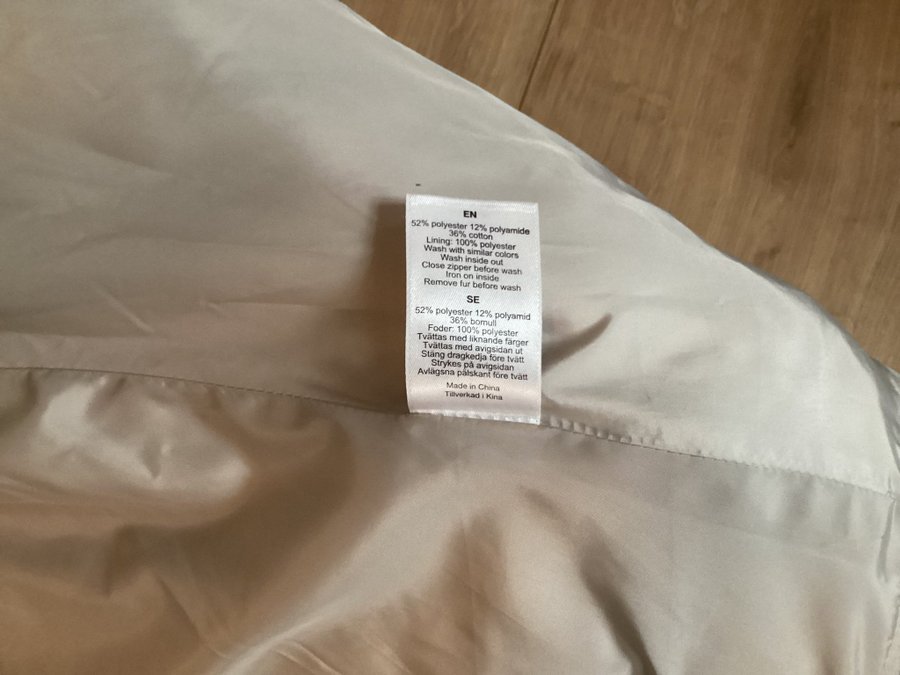 EN
52% polyester 12% polyamide
36% cotton
Lining: 100% polyester
Wash with similar colors
Wash inside out
Close zipper before wash
Iron on inside
Remove fur before wash
SE
52% polyester 12% polyamid
36% bomull
Foder: 100% polyester
Tvättas med liknande färger
Tvättas med avigsidan ut
Stäng dragkedja före tvätt
Strykes på avigsidan
Avlägsna pälskant före tvätt
Made in China
Tillverkad i Kina